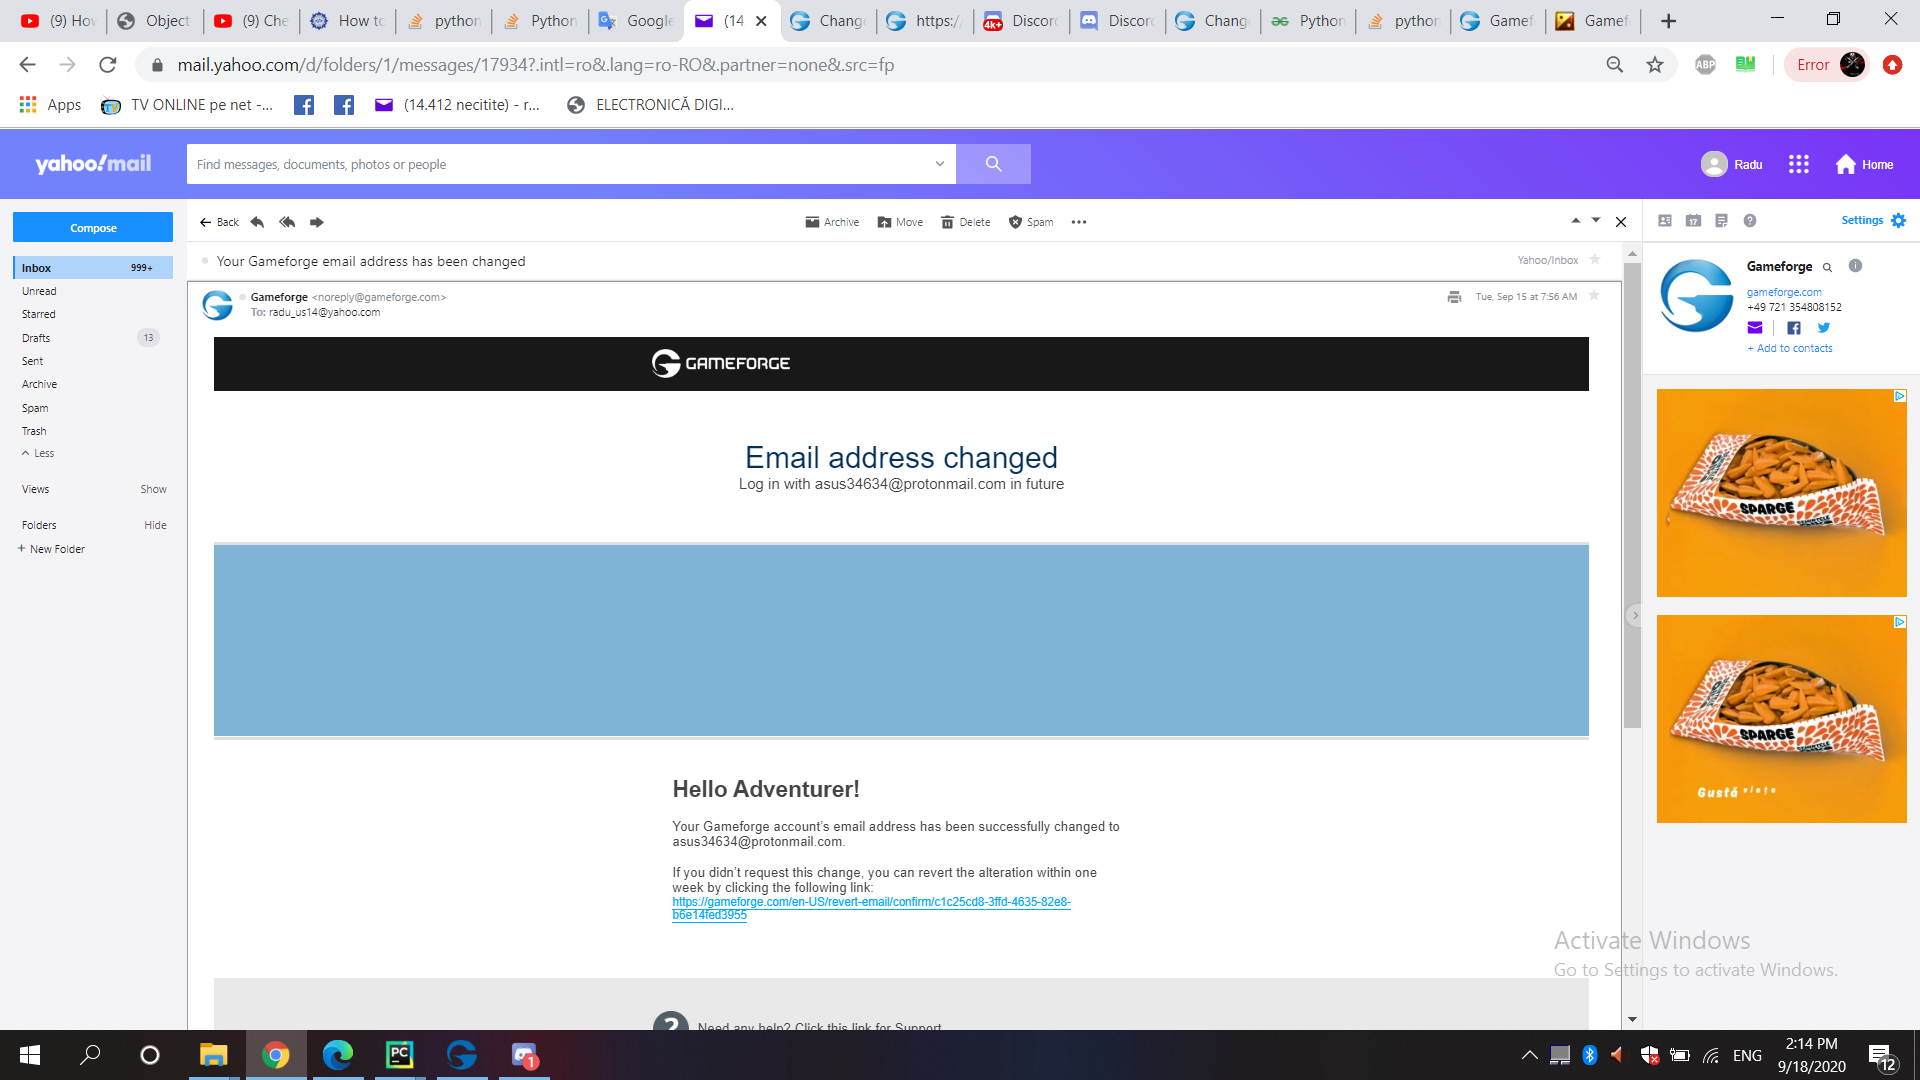 (9) Hov
Object
(9) Che
How to
python
Python
Google
(14
Chang
https:/
Discor
Discor
Chang
Python
python
Gamef
Gamef
mail.yahoo.com/d/folders/1/messages/17934?.intl=ro&.lang=ro-RO&.partner=none&.src=fp
ABP
Error
Apps
TV ONLINE pe net -...
(14.412 necitite) - r...
ELECTRONICĂ DIGI...
yahoo!mail
Find messages, documents, photos or people
Radu
Home
Compose
Back
Archive
Move
Delete
Spam
Settings
Inbox 999+
Unread
Starred
Drafts 13
Sent
Archive
Spam
Trash
Less
Views Show
Folders Hide
+ New Folder
Your Gameforge email address has been changed
Yahoo/Inbox
Gameforge <noreply@gameforge.com>
Tue, Sep 15 at 7:56 AM
To: radu_us14@yahoo.com
GAMEFORGE
Email address changed
Log in with asus34634@protonmail.com in future
Hello Adventurer!
Your Gameforge account's email address has been successfully changed to
asus34634@protonmail.com.
If you didn't request this change, you can revert the alteration within one
week by clicking the following link:
https://gameforge.com/en-US/revert-email/confirm/c1c25cd8-3ffd-4635-82e8-
b6e14fed3955
Need any help? Click this link for Support
Gameforge
gameforge.com
+49 721 354808152
+ Add to contacts
SPARGE
SPARGE
Gustă viața
Activate Windows
Go to Settings to activate Windows.
ENG
2:14 PM
9/18/2020
12